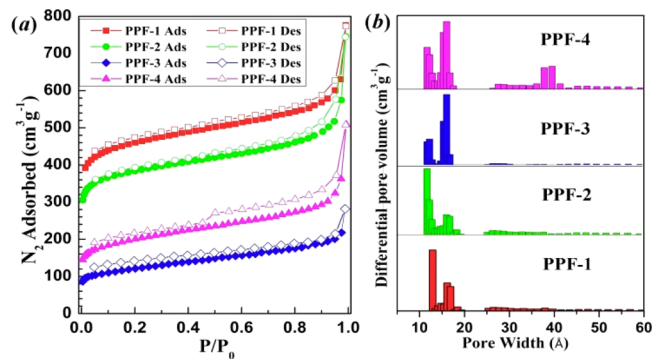 (a)
800
700
600
500
400
300
200
100
0
N₂ Adsorbed (cm³g⁻¹)
PPF-1 Ads PPF-1 Des
PPF-2 Ads PPF-2 Des
PPF-3 Ads PPF-3 Des
PPF-4 Ads PPF-4 Des
0.0 0.2 0.4 0.6 0.8 1.0
P/P₀
(b)
Differential pore volume (cm³g⁻¹)
PPF-4
PPF-3
PPF-2
PPF-1
10 20 30 40 50 60
Pore Width (Å)